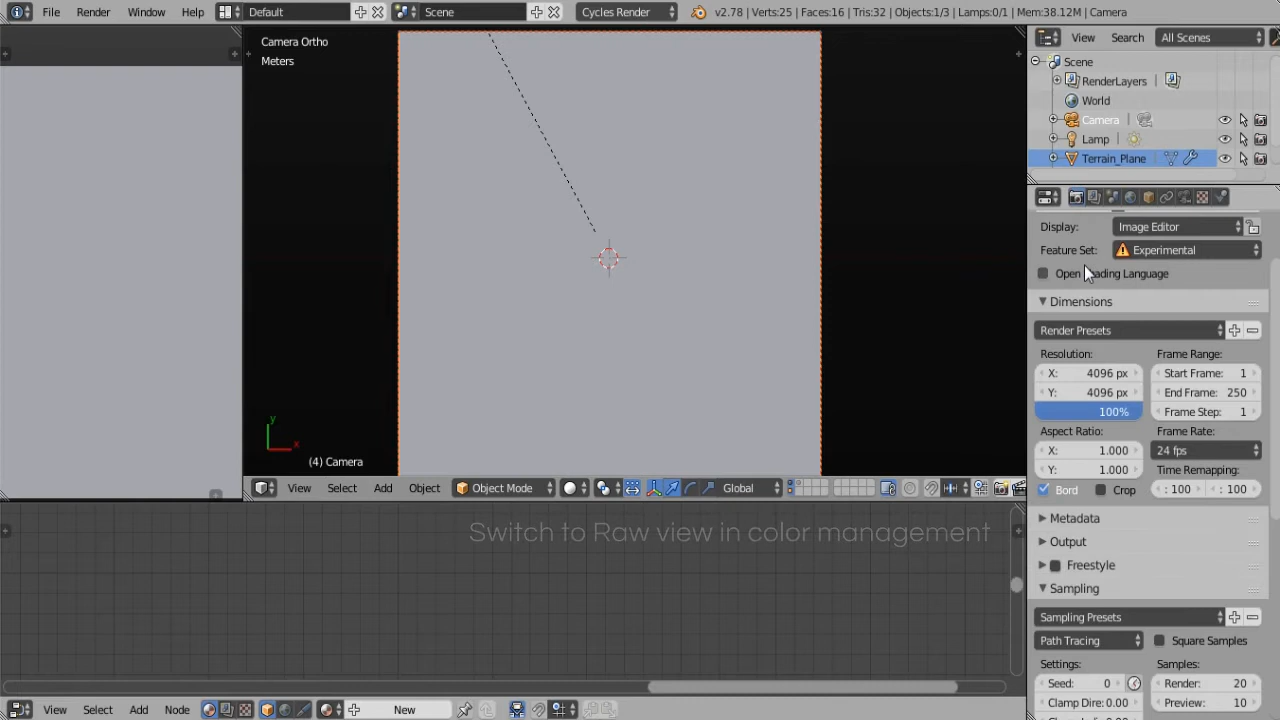 File Render Window Help Default Scene Cycles Render v2.78 | Verts:25 | Faces:16 | Tris:32 | Objects:1/3 | Lamps:0/1 | Mem:38.12M | Camera
Camera Ortho
Meters
View Search All Scenes
Scene
RenderLayers
World
Camera
Lamp
Terrain_Plane
Display: Image Editor
Feature Set: Experimental
Open Shading Language
Dimensions
Render Presets
Resolution: Frame Range:
X: 4096 px Start Frame: 1
Y: 4096 px End Frame: 250
100% Frame Step: 1
Aspect Ratio: Frame Rate:
X: 1.000 24 fps
Y: 1.000 Time Remapping:
Bord Crop : 100 : 100
y
x
(4) Camera
View Select Add Object Object Mode Global
Switch to Raw view in color management
Metadata
Output
Freestyle
Sampling
Sampling Presets
Path Tracing Square Samples
Settings: Samples:
Seed: 0 Render: 20
Clamp Dire: 0.00 Preview: 10
View Select Add Node New